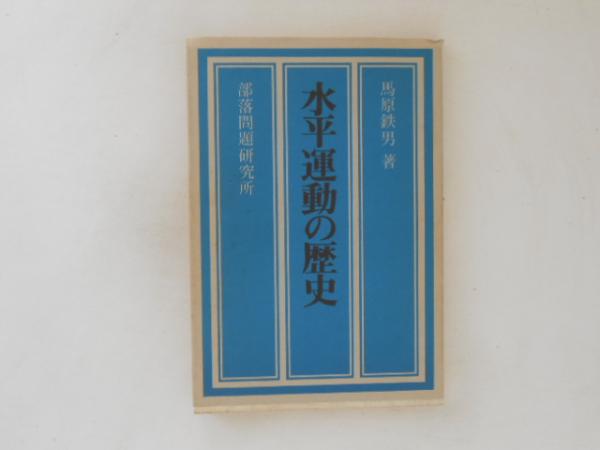 馬原鉄男 著
水平運動の歴史
部落問題研究所